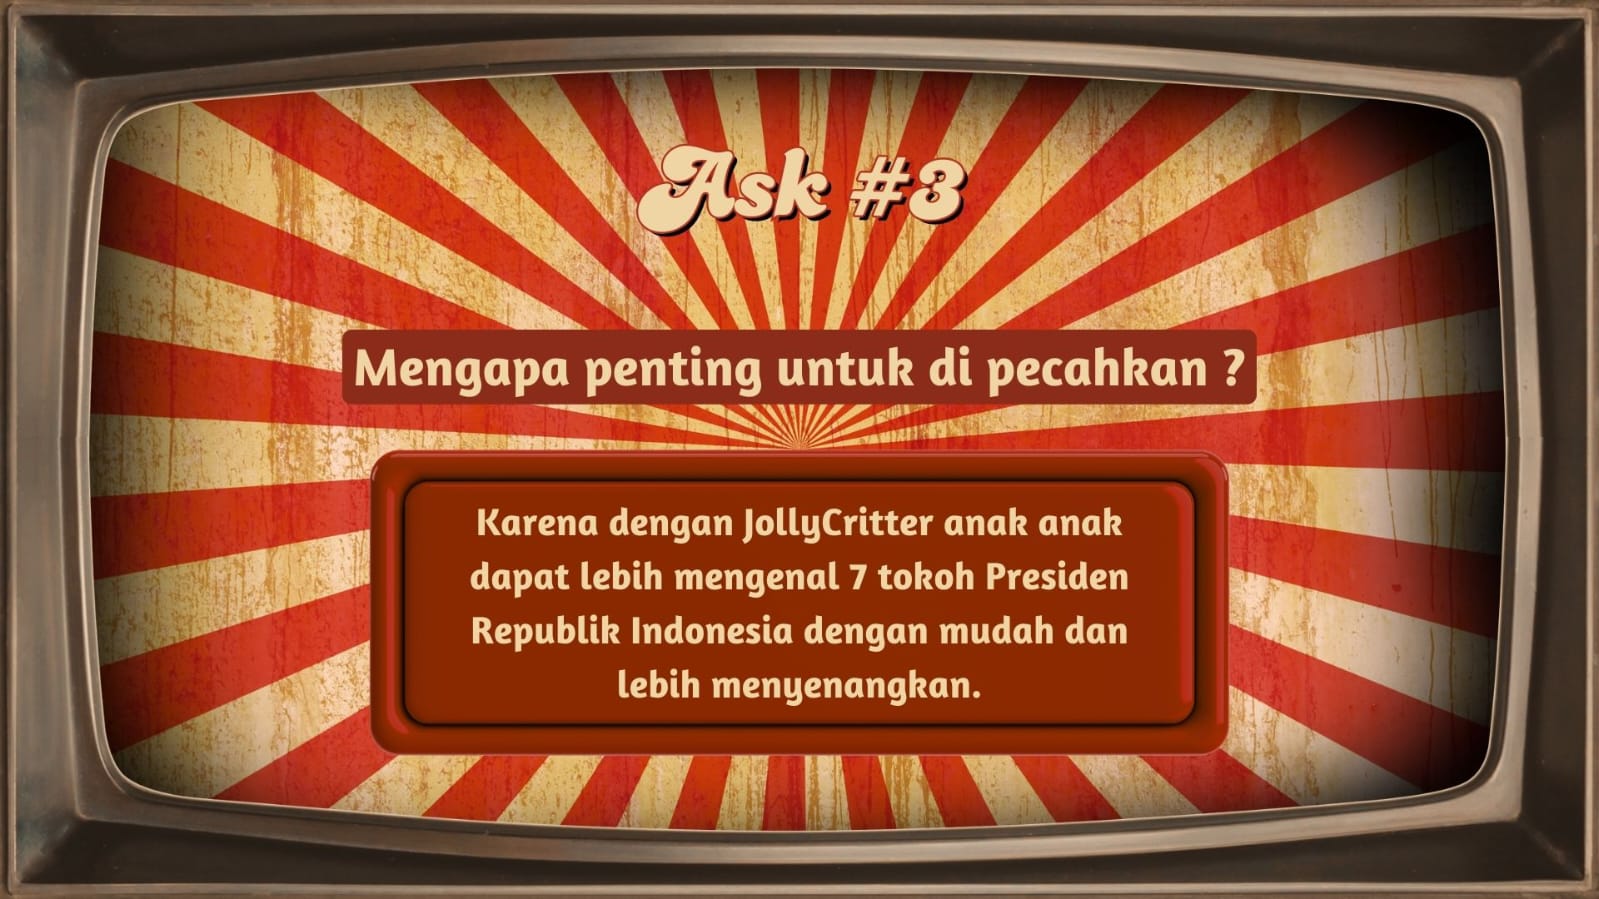 Ask #3
Mengapa penting untuk di pecahkan ?
Karena dengan JollyCritter anak anak
dapat lebih mengenal 7 tokoh Presiden
Republik Indonesia dengan mudah dan
lebih menyenangkan.